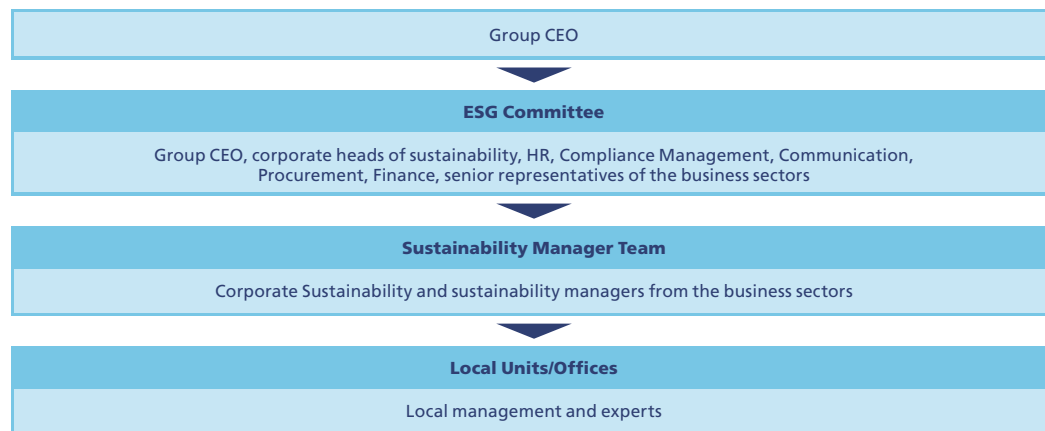 Group CEO
ESG Committee
Group CEO, corporate heads of sustainability, HR, Compliance Management, Communication,
Procurement, Finance, senior representatives of the business sectors
Sustainability Manager Team
Corporate Sustainability and sustainability managers from the business sectors
Local Units/Offices
Local management and experts